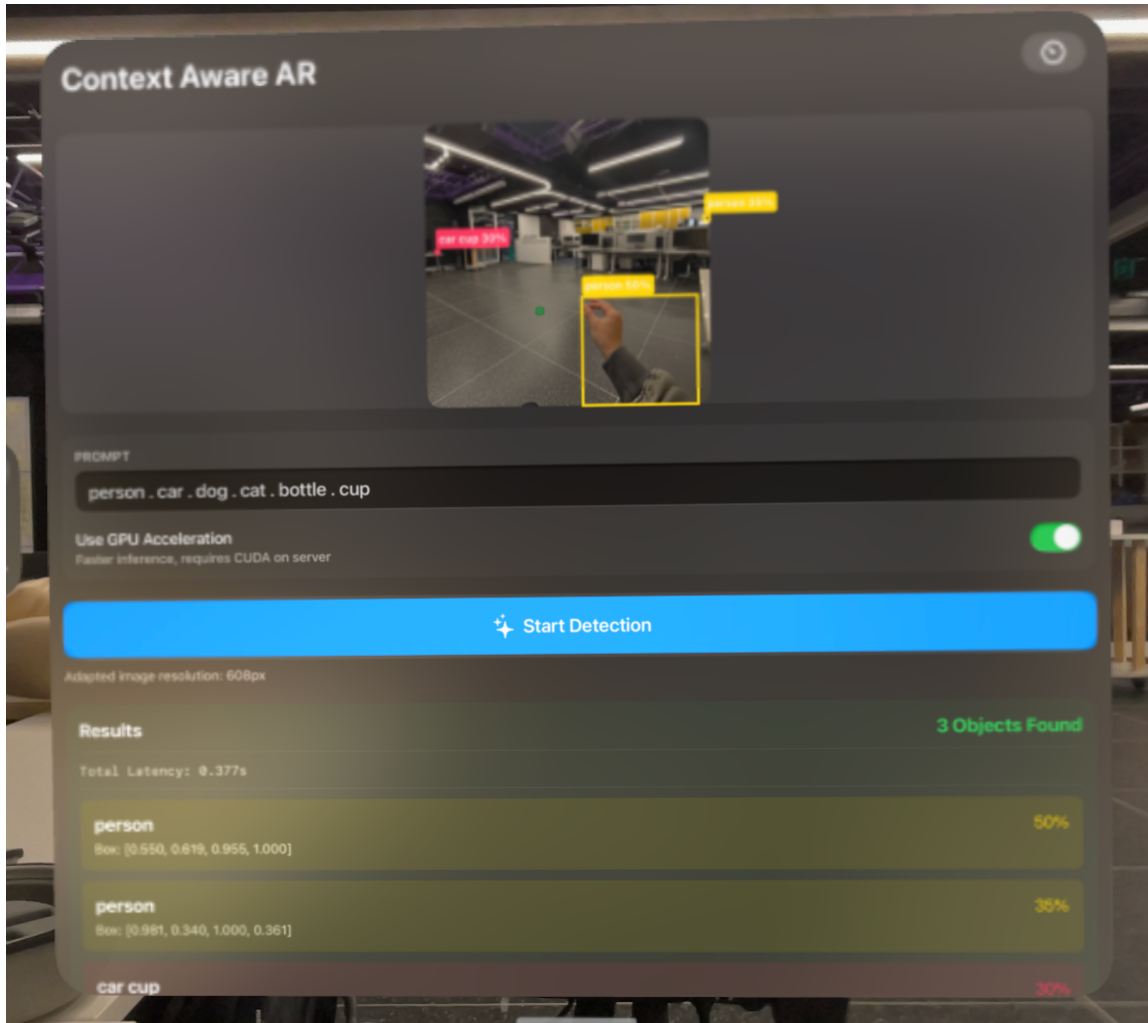 Context Aware AR
person 35%
car cup 30%
person 50%
PROMPT
person . car . dog . cat . bottle . cup
Use GPU Acceleration
Faster inference, requires CUDA on server
Start Detection
Adapted image resolution: 608px
Results
3 Objects Found
Total Latency: 0.377s
person
50%
Box: [0.550, 0.619, 0.955, 1.000]
person
35%
Box: [0.981, 0.340, 1.000, 0.361]
car cup
30%